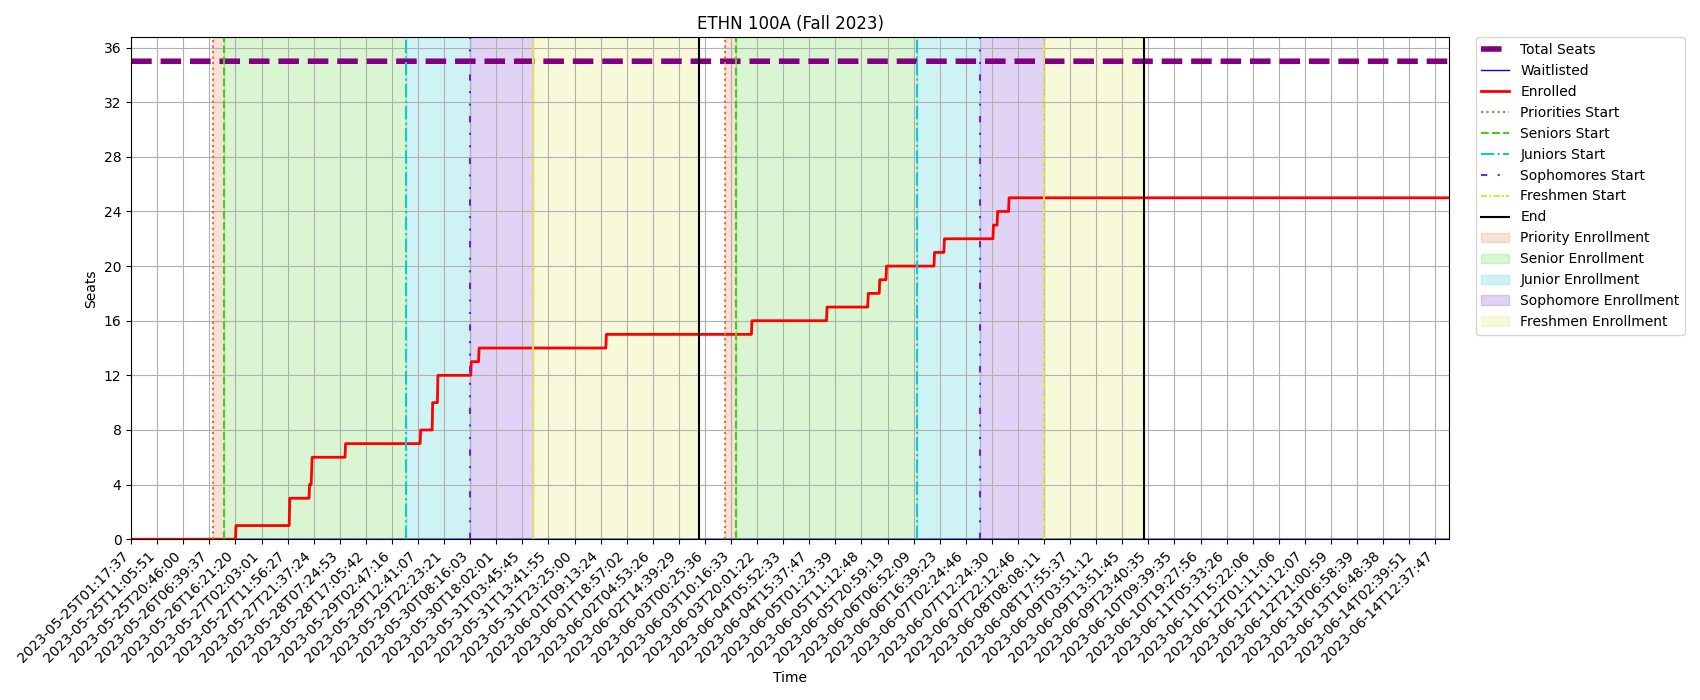 ETHN 100A (Fall 2023)
Seats
36
32
28
24
20
16
12
8
4
0
2023-05-25T01:17:37
2023-05-25T11:05:51
2023-05-25T20:46:00
2023-05-26T06:39:37
2023-05-26T16:21:20
2023-05-27T02:03:01
2023-05-27T11:56:27
2023-05-27T21:37:24
2023-05-28T07:24:53
2023-05-28T17:05:42
2023-05-29T02:47:16
2023-05-29T12:41:07
2023-05-29T22:23:21
2023-05-30T08:16:03
2023-05-30T18:02:01
2023-05-31T03:45:45
2023-05-31T13:41:55
2023-05-31T23:25:00
2023-06-01T09:13:24
2023-06-01T18:57:02
2023-06-02T04:53:26
2023-06-02T14:39:29
2023-06-03T00:25:36
2023-06-03T10:16:33
2023-06-03T20:01:22
2023-06-04T05:52:33
2023-06-04T15:37:47
2023-06-05T01:23:39
2023-06-05T11:12:48
2023-06-05T20:59:19
2023-06-06T06:52:09
2023-06-06T16:39:23
2023-06-07T02:24:46
2023-06-07T12:24:30
2023-06-07T22:12:46
2023-06-08T08:08:11
2023-06-08T17:55:37
2023-06-09T03:51:12
2023-06-09T13:51:45
2023-06-09T23:40:35
2023-06-10T09:39:35
2023-06-10T19:27:56
2023-06-11T05:33:26
2023-06-11T15:22:06
2023-06-12T01:11:06
2023-06-12T11:12:07
2023-06-12T21:00:59
2023-06-13T06:58:39
2023-06-13T16:48:38
2023-06-14T02:39:51
2023-06-14T12:37:47
Time
Total Seats
Waitlisted
Enrolled
Priorities Start
Seniors Start
Juniors Start
Sophomores Start
Freshmen Start
End
Priority Enrollment
Senior Enrollment
Junior Enrollment
Sophomore Enrollment
Freshmen Enrollment